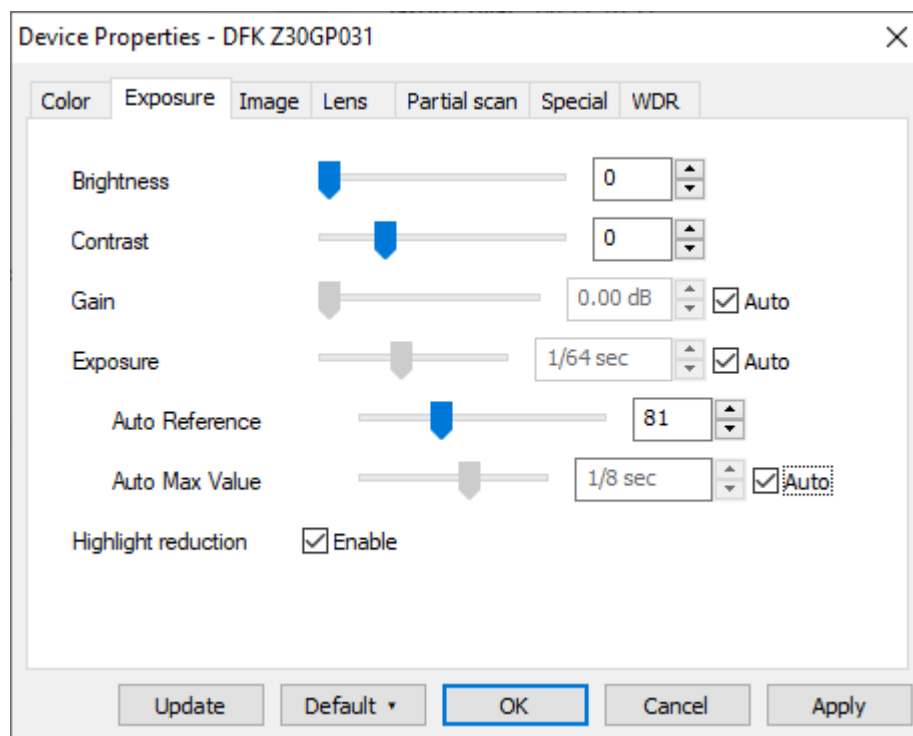 Device Properties - DFK Z30GP031
Color Exposure Image Lens Partial scan Special WDR
Brightness 0
Contrast 0
Gain 0.00 dB Auto
Exposure 1/64 sec Auto
Auto Reference 81
Auto Max Value 1/8 sec Auto
Highlight reduction Enable
Update Default OK Cancel Apply